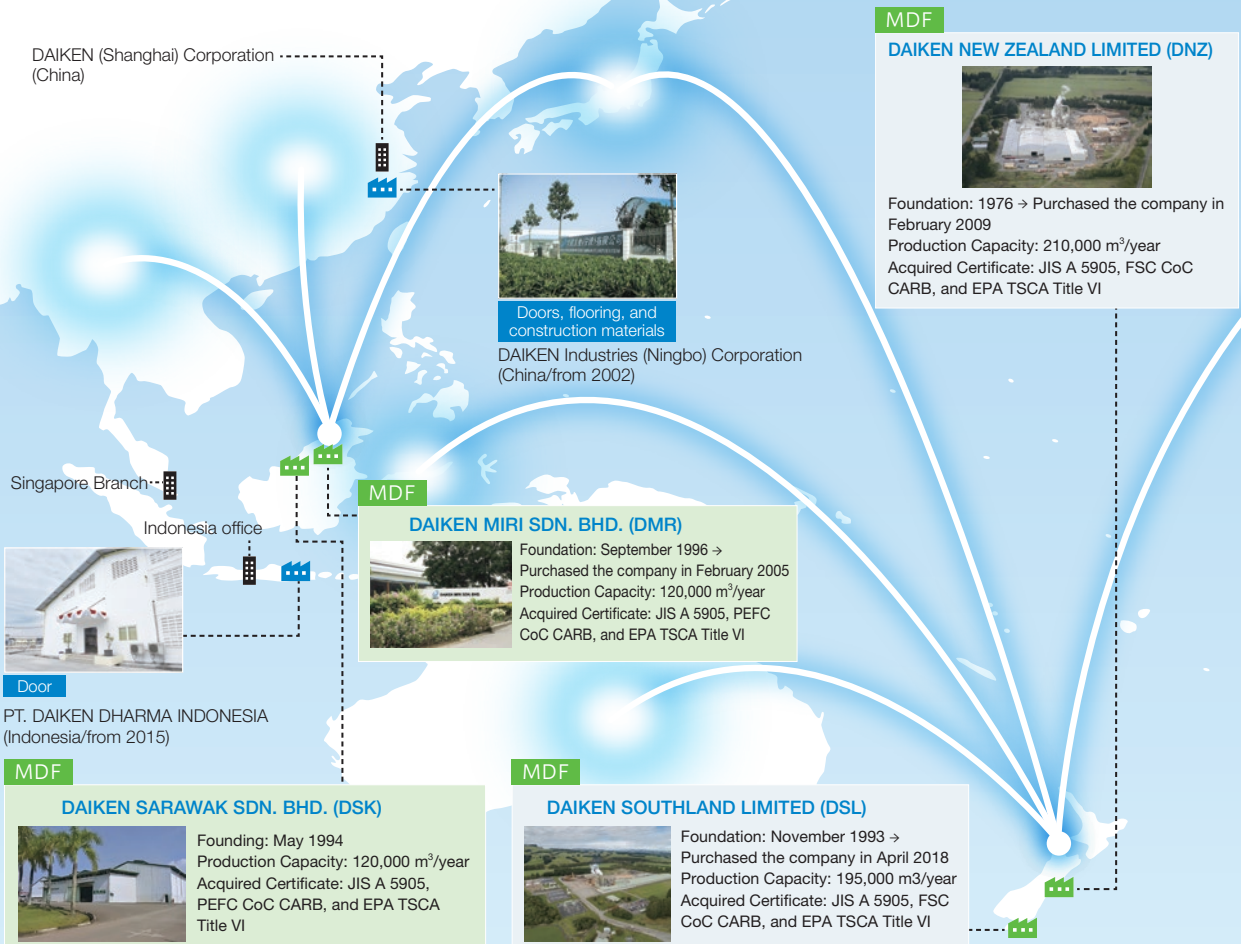 DAIKEN (Shanghai) Corporation
(China)
MDF
DAIKEN NEW ZEALAND LIMITED (DNZ)
Foundation: 1976 → Purchased the company in
February 2009
Production Capacity: 210,000 m³/year
Acquired Certificate: JIS A 5905, FSC CoC
CARB, and EPA TSCA Title VI
Doors, flooring, and
construction materials
DAIKEN Industries (Ningbo) Corporation
(China/from 2002)
Singapore Branch
Indonesia office
MDF
DAIKEN MIRI SDN. BHD. (DMR)
DAIKEN MIRI SDN.BHD.
Foundation: September 1996 →
Purchased the company in February 2005
Production Capacity: 120,000 m³/year
Acquired Certificate: JIS A 5905, PEFC
CoC CARB, and EPA TSCA Title VI
Door
PT. DAIKEN DHARMA INDONESIA
(Indonesia/from 2015)
MDF
DAIKEN SARAWAK SDN. BHD. (DSK)
Founding: May 1994
Production Capacity: 120,000 m³/year
Acquired Certificate: JIS A 5905,
PEFC CoC CARB, and EPA TSCA
Title VI
MDF
DAIKEN SOUTHLAND LIMITED (DSL)
Foundation: November 1993 →
Purchased the company in April 2018
Production Capacity: 195,000 m3/year
Acquired Certificate: JIS A 5905, FSC
CoC CARB, and EPA TSCA Title VI